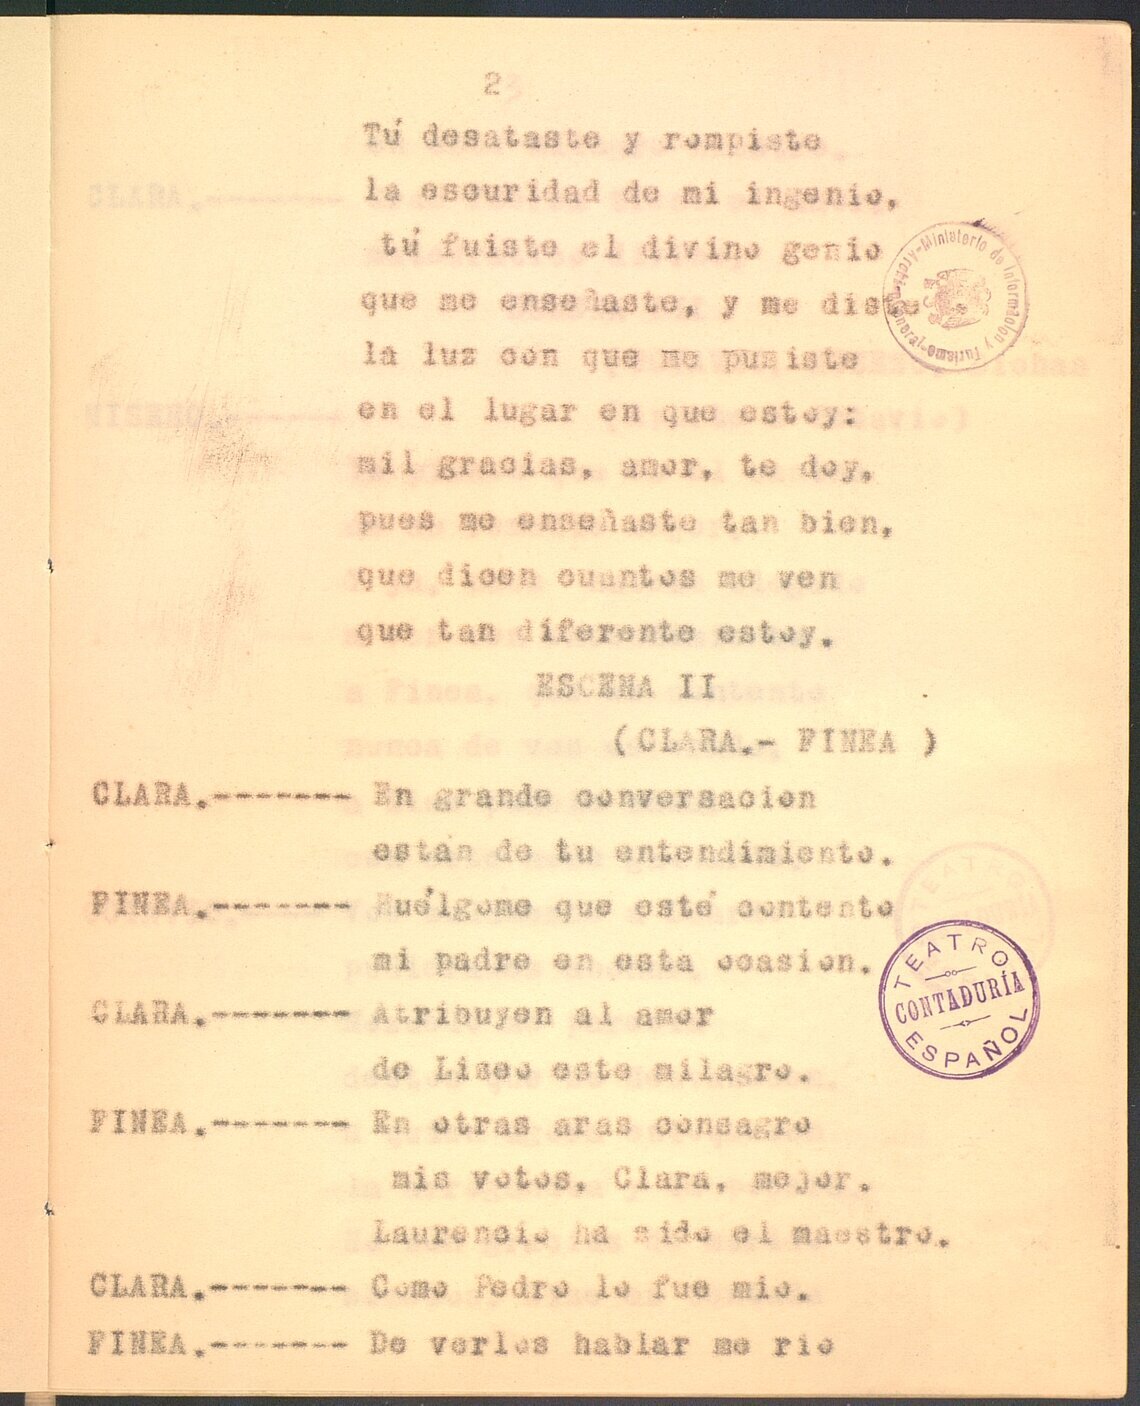 2
Tú desataste y rompiste
la escuridad de mi ingenio,
tú fuiste el divino genio
que me enseñaste, y me diste
la luz con que me pusiste
en el lugar en que estoy:
mil gracias, amor, te doy,
pues me enseñaste tan bien,
que dicen cuantos me ven
que tan diferente estoy.
ESCENA II
(CLARA.- FINEA )
CLARA.------- En grande conversacion
estás de tu entendimiento.
FINEA.------- Huélgome que esté contento
mi padre en esta ocasion.
CLARA.------- Atribuyen al amor
de Liseo este milagro.
FINEA.------- En otras aras consagro
mis votos, Clara, mejor.
Laurencio ha sido el maestro.
CLARA.------- Como Pedro lo fue mio.
FINEA.------- De verlos hablar me rio
Ministerio de Información y Turismo
TEATRO
CONTADURÍA
ESPAÑOL